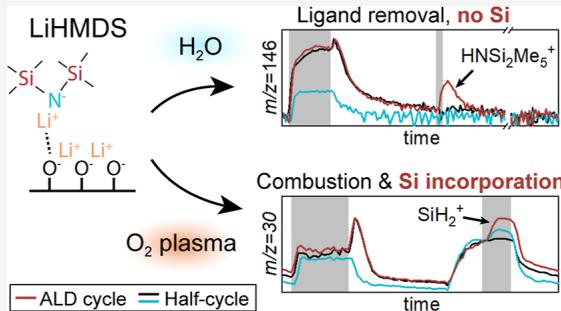 LiHMDS
Si
Si
N⁻
Li⁺
Li⁺ Li⁺
O⁻ O⁻ O⁻
H₂O
O₂ plasma
Ligand removal, no Si
m/z=146
HNSi₂Me₅⁺
time
Combustion & Si incorporation
m/z=30
SiH₂⁺
time
ALD cycle
Half-cycle